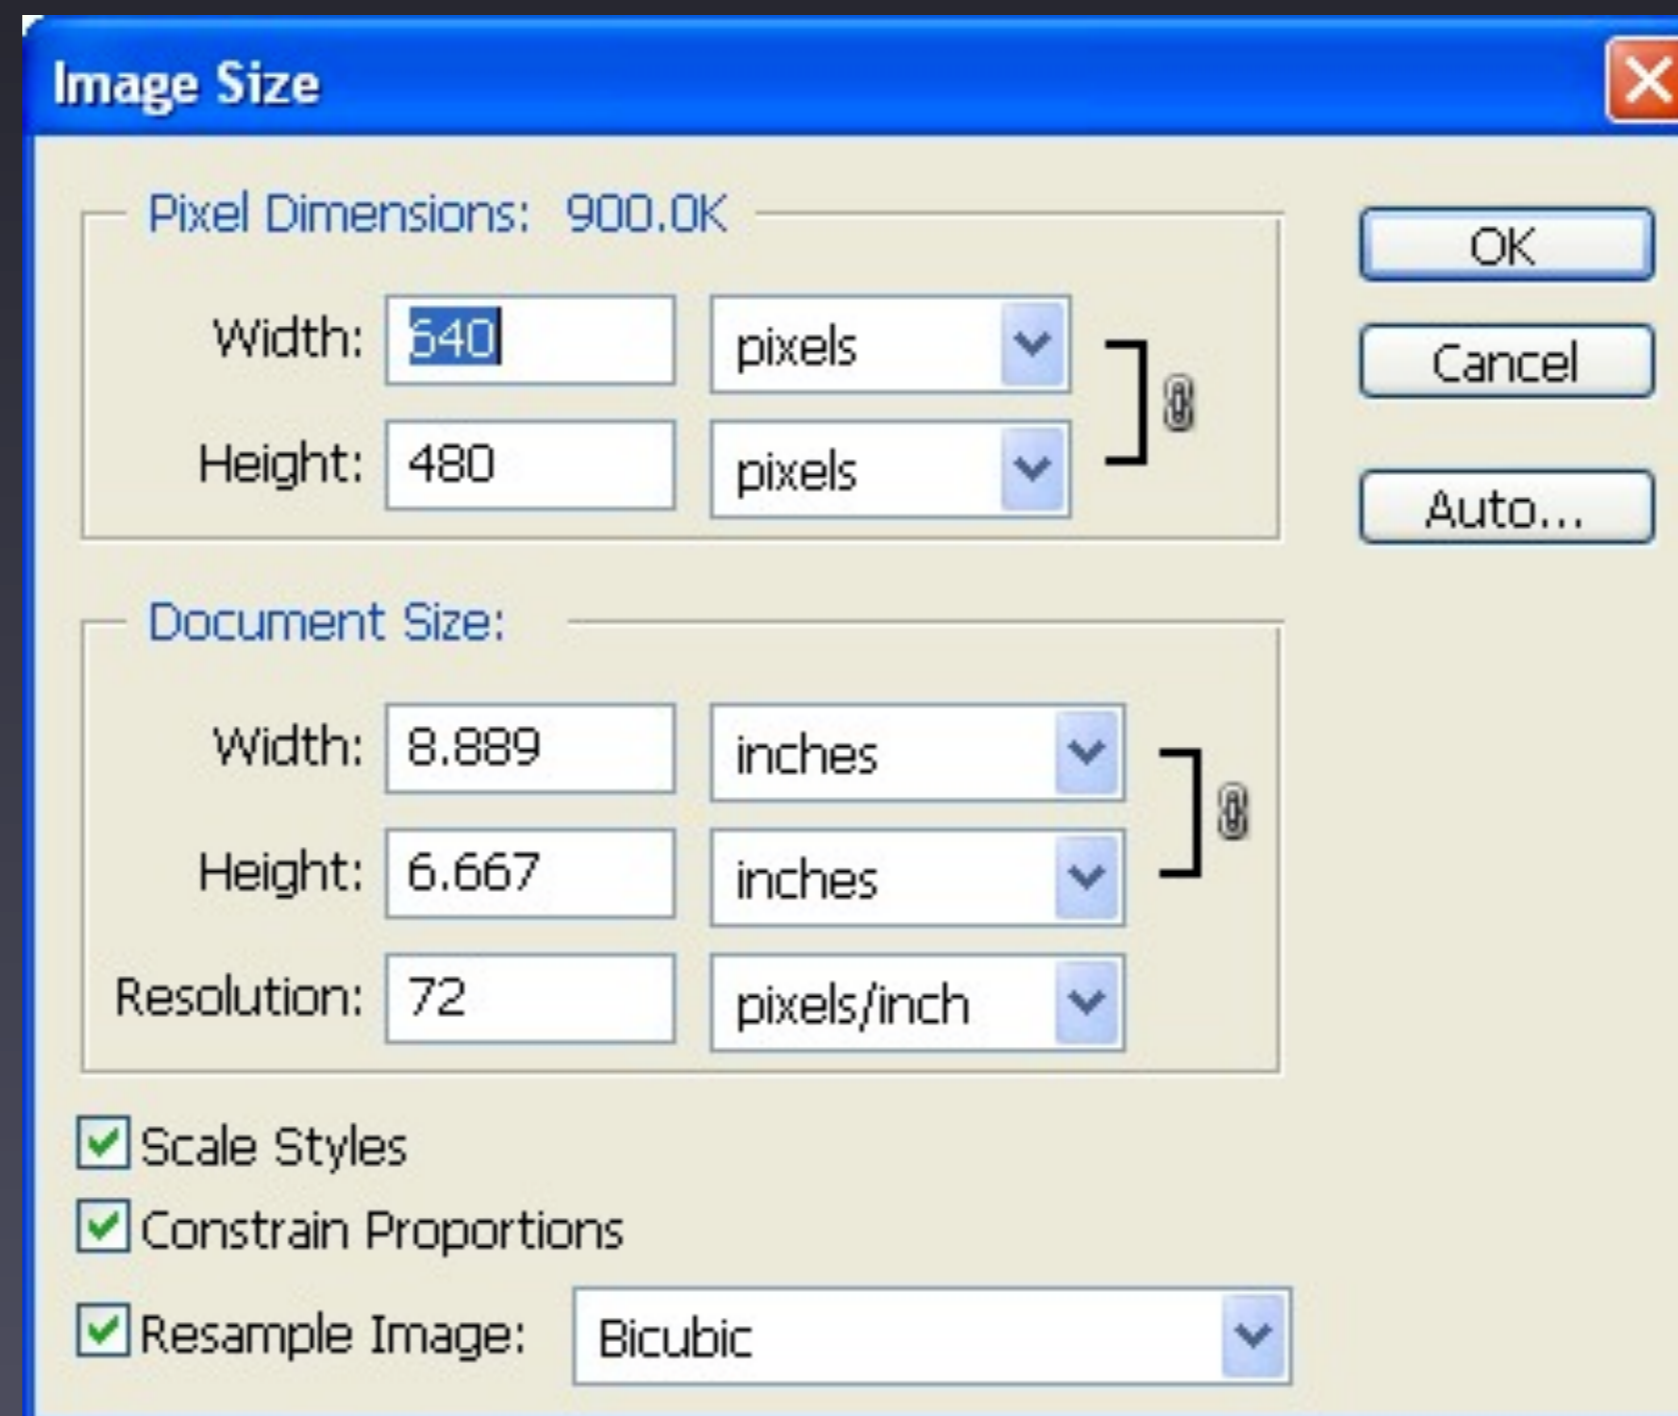 Image Size
Pixel Dimensions: 900.0K
Width: 640 pixels
Height: 480 pixels
OK
Cancel
Auto...
Document Size:
Width: 8.889 inches
Height: 6.667 inches
Resolution: 72 pixels/inch
Scale Styles
Constrain Proportions
Resample Image: Bicubic